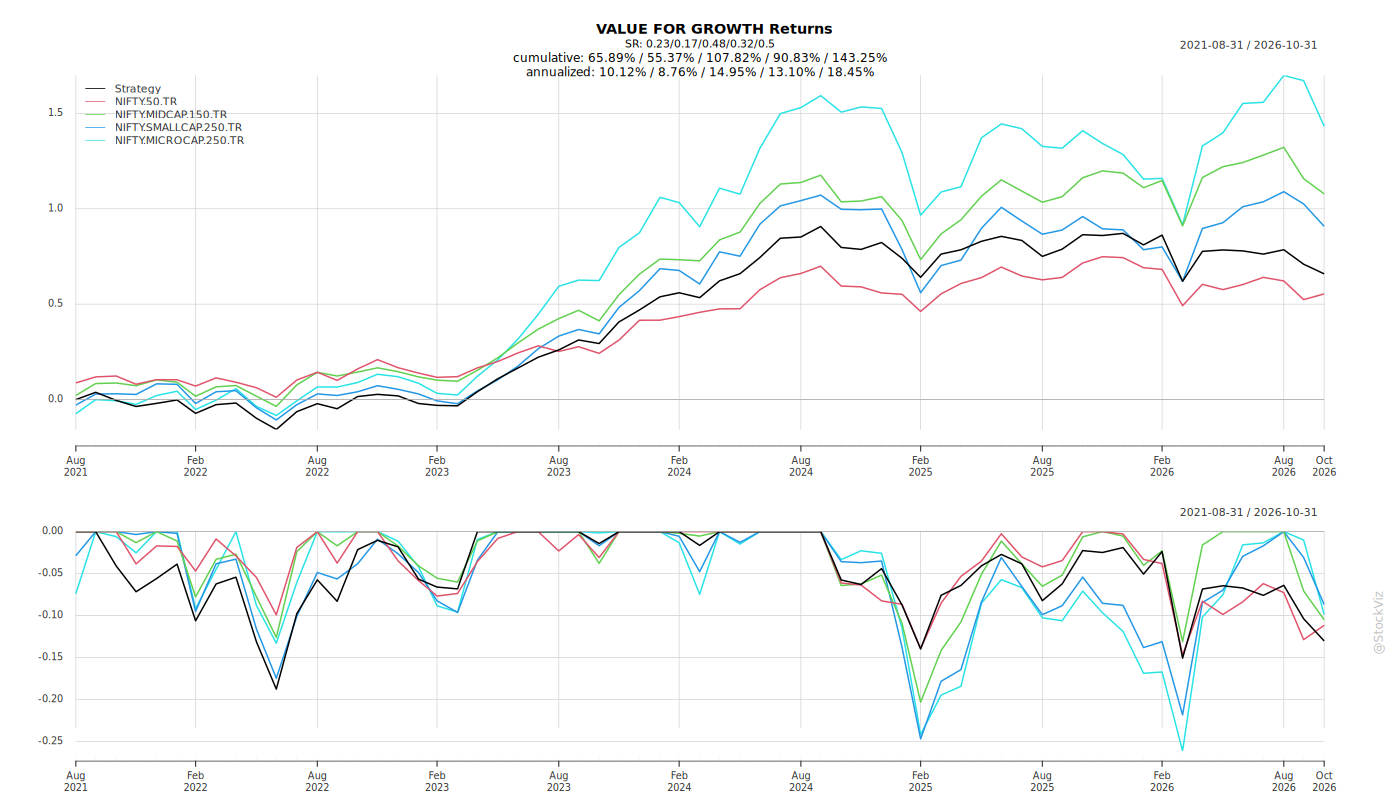 VALUE FOR GROWTH Returns
SR: 0.23/0.17/0.48/0.32/0.5
cumulative: 65.89% / 55.37% / 107.82% / 90.83% / 143.25%
annualized: 10.12% / 8.76% / 14.95% / 13.10% / 18.45%
2021-08-31 / 2026-10-31
Strategy
NIFTY.50.TR
NIFTY.MIDCAP.150.TR
NIFTY.SMALLCAP.250.TR
NIFTY.MICROCAP.250.TR
1.5
1.0
0.5
0.0
Aug Feb Aug Feb Aug Feb Aug Feb Aug Feb Aug Oct
2021 2022 2022 2023 2023 2024 2024 2025 2025 2026 2026 2026
2021-08-31 / 2026-10-31
0.00
-0.05
-0.10
-0.15
-0.20
-0.25
Aug Feb Aug Feb Aug Feb Aug Feb Aug Feb Aug Oct
2021 2022 2022 2023 2023 2024 2024 2025 2025 2026 2026 2026
@StockViz